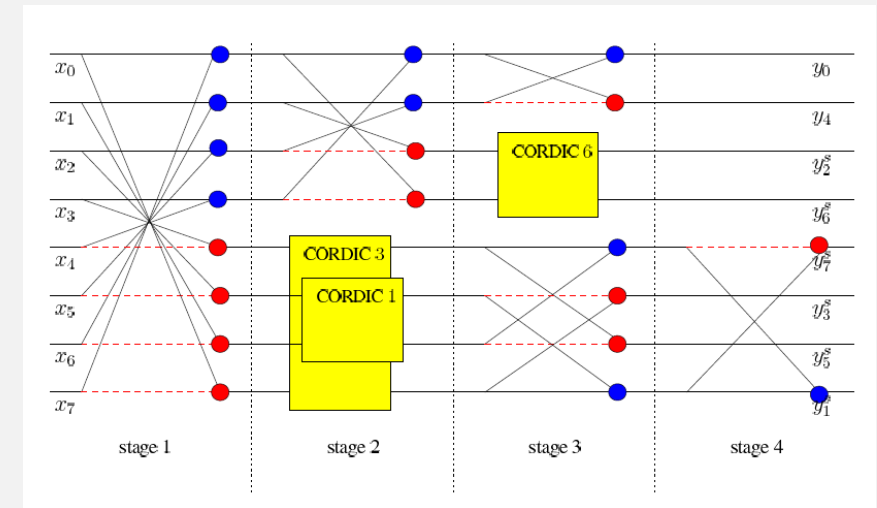 x₀ y₀
x₁ y₄
x₂ CORDIC 6 y₂ˢ
x₃ y₆ˢ
x₄ CORDIC 3 y₇ˢ
x₅ CORDIC 1 y₃ˢ
x₆ y₅ˢ
x₇ y₁ˢ
stage 1 stage 2 stage 3 stage 4